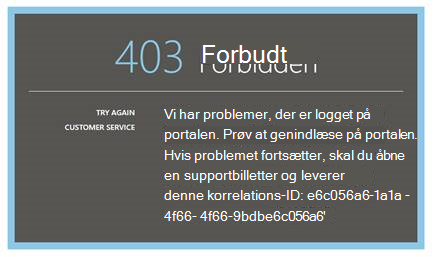 403 Forbudt
Forbidden
TRY AGAIN
CUSTOMER SERVICE
Vi har problemer, der er logget på
portalen. Prøv at genindlæse på portalen.
Hvis problemet fortsætter, skal du åbne
en supportbilletter og leverer
denne korrelations-ID: e6c056a6-1a1a -
4f66- 4f66-9bdbe6c056a6'